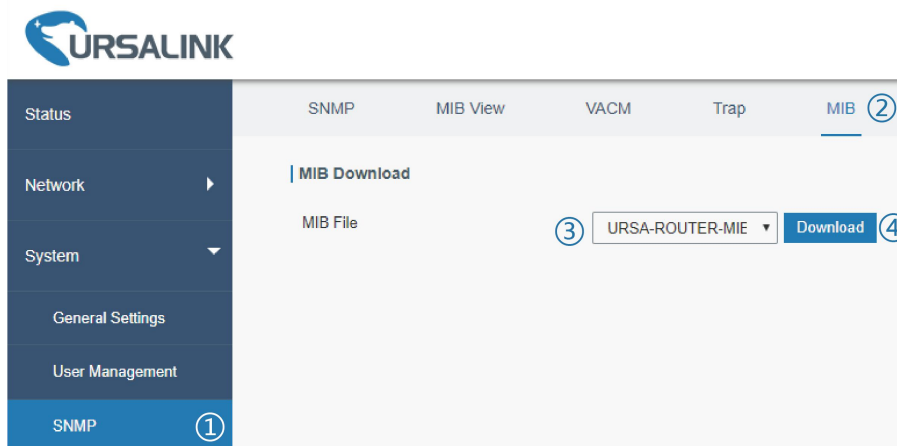 URSALINK
Status
SNMP MIB View VACM Trap MIB ②
MIB Download
Network
MIB File
③ URSA-ROUTER-MIE Download ④
System
General Settings
User Management
SNMP ①